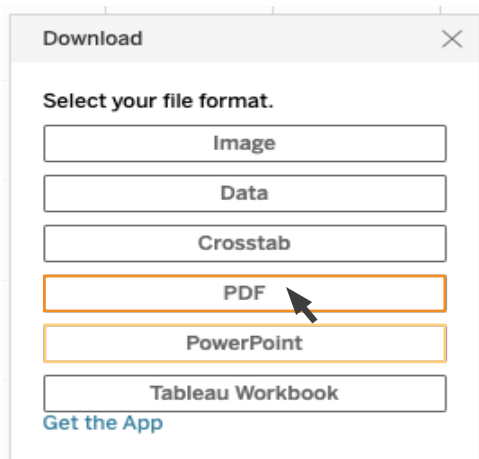 Download
Select your file format.
Image
Data
Crosstab
PDF
PowerPoint
Tableau Workbook
Get the App